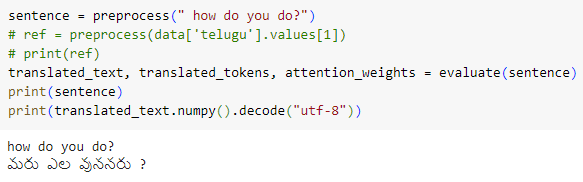 sentence = preprocess(" how do you do?")
# ref = preprocess(data['telugu'].values[1])
# print(ref)
translated_text, translated_tokens, attention_weights = evaluate(sentence)
print(sentence)
print(translated_text.numpy().decode("utf-8"))
how do you do?
మరు ఎల వుననరు ?